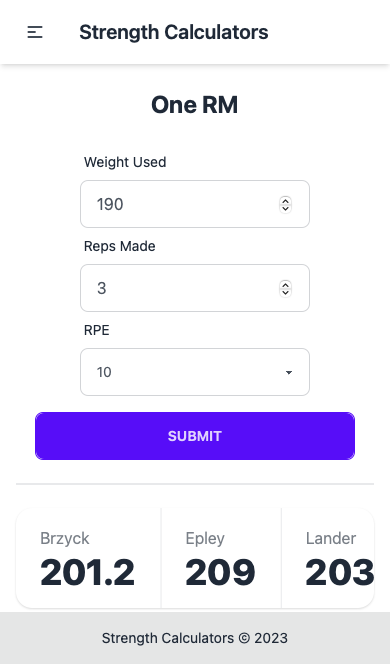 Strength Calculators
One RM
Weight Used
190
Reps Made
3
RPE
10
SUBMIT
Brzyck Epley Lander
201.2 209 203
Strength Calculators © 2023